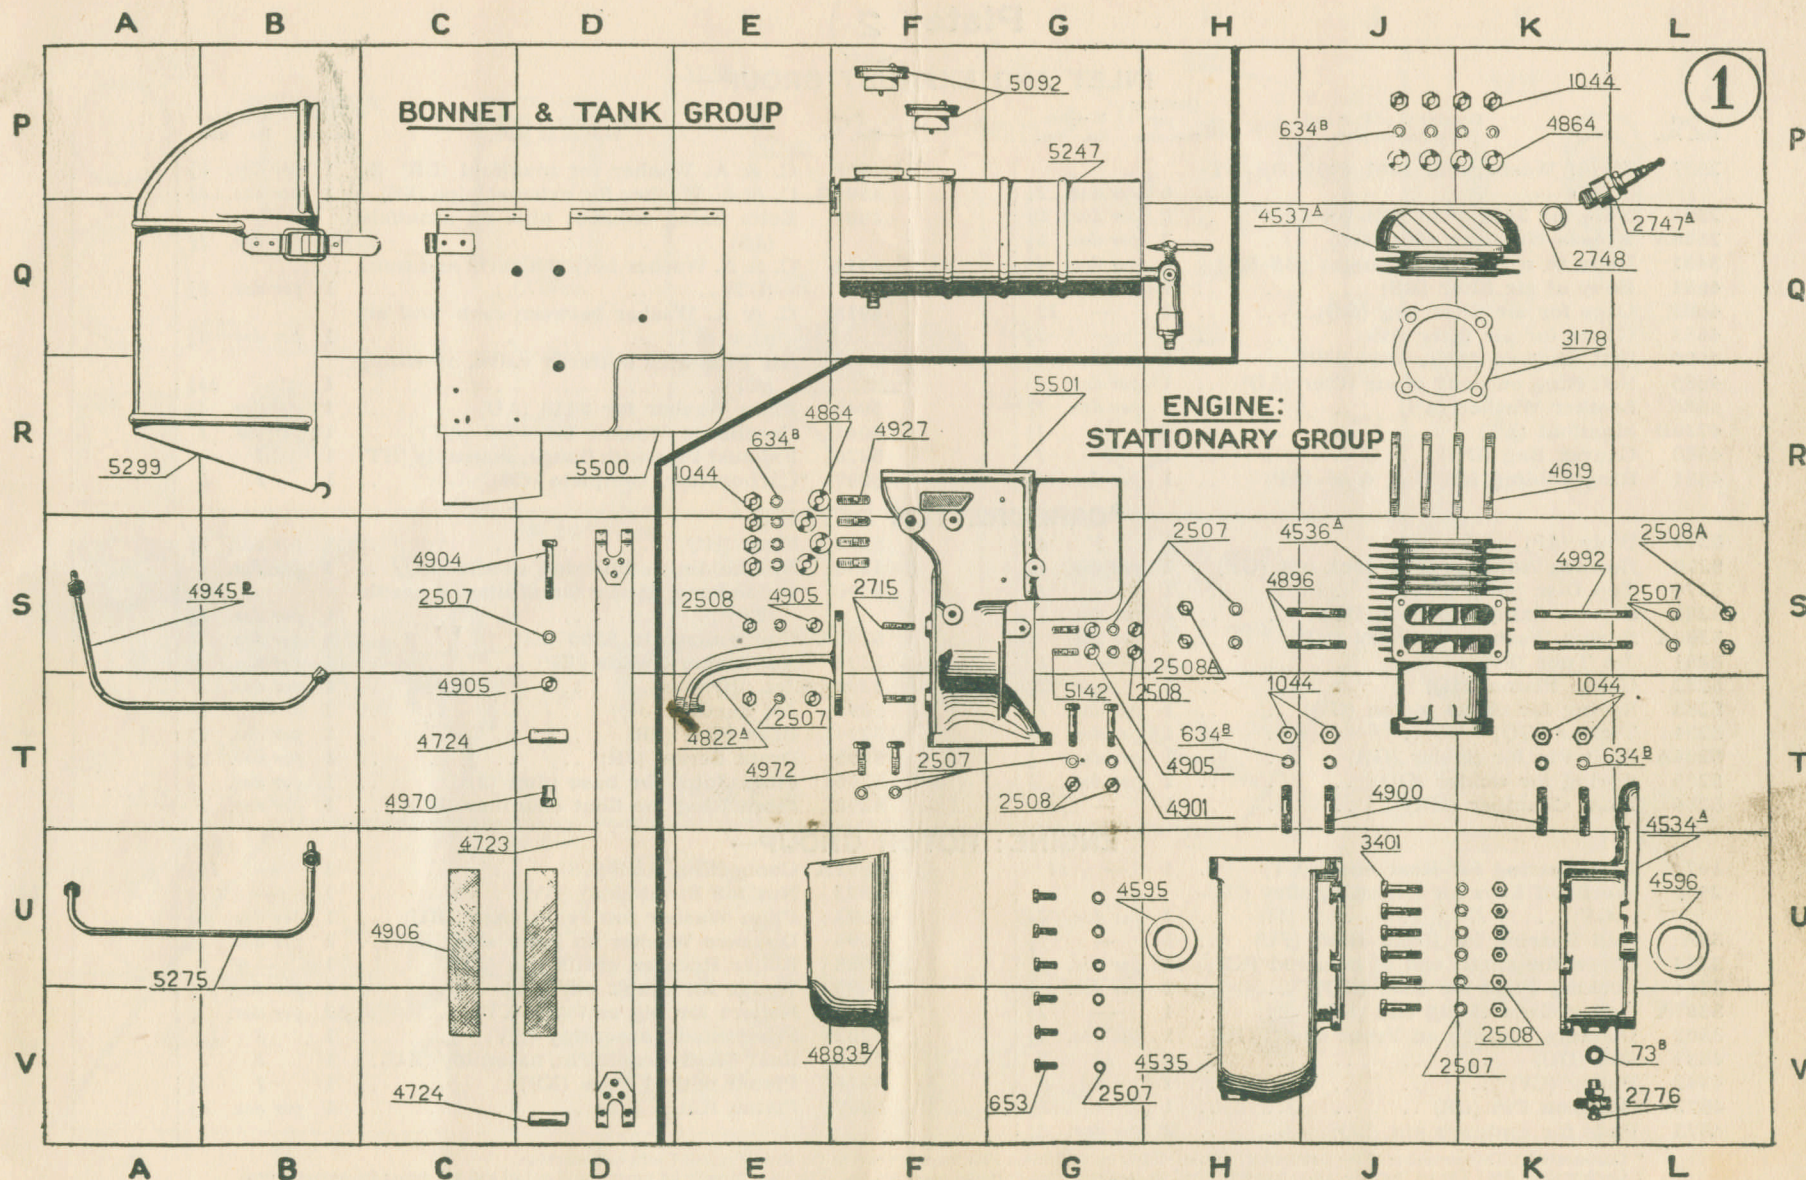 A B C D E F G H J K L
1
P P
BONNET & TANK GROUP
5092
1044
634B
4864
5247
4537A
2747A
2748
Q Q
3178
5501
ENGINE:
STATIONARY GROUP
R R
5299
5500
4864
634B
4927
1044
4619
4904
2507
4536A
2508A
4945B
2507
2508
4905
2715
4896
4992
2507
S S
2508A
4905
2507
5142
2508
1044
1044
4724
4822A
634B
634B
T T
4972
2507
4905
4970
2508
4901
4900
4723
4534A
3401
4595
4596
U U
4906
5275
2508
4883B
4535
2507
73B
V V
4724
653
2507
2776
A B C D E F G H J K L